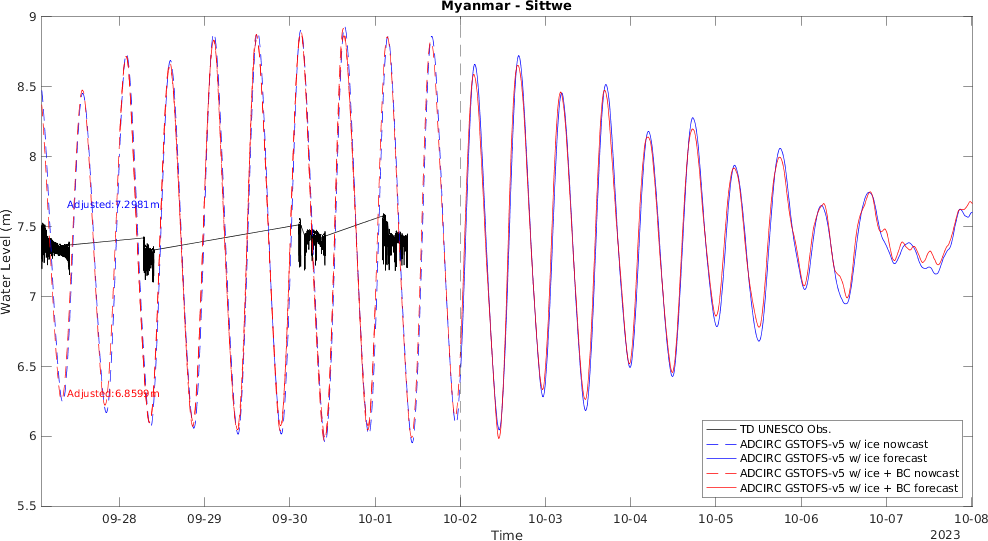 Myanmar - Sittwe
9
8.5
8
7.5
7
6.5
6
5.5
Water Level (m)
Adjusted:7.2981m
Adjusted:6.8599m
TD UNESCO Obs.
ADCIRC GSTOFS-v5 w/ ice nowcast
ADCIRC GSTOFS-v5 w/ ice forecast
ADCIRC GSTOFS-v5 w/ ice + BC nowcast
ADCIRC GSTOFS-v5 w/ ice + BC forecast
09-28 09-29 09-30 10-01 10-02 10-03 10-04 10-05 10-06 10-07 10-08
Time
2023